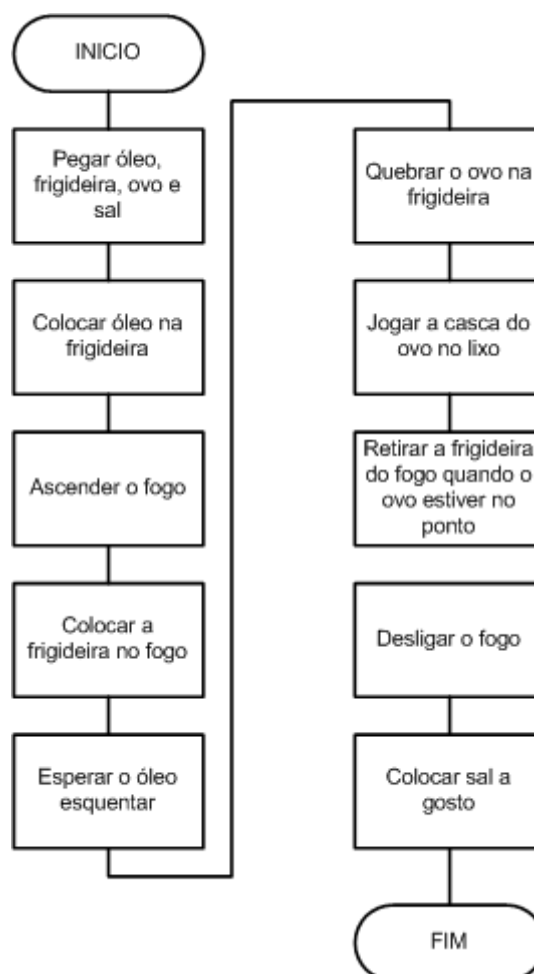 INICIO
Pegar óleo,
frigideira, ovo e
sal
Colocar óleo na
frigideira
Ascender o fogo
Colocar a
frigideira no fogo
Esperar o óleo
esquentar
Quebrar o ovo na
frigideira
Jogar a casca do
ovo no lixo
Retirar a frigideira
do fogo quando o
ovo estiver no
ponto
Desligar o fogo
Colocar sal a
gosto
FIM